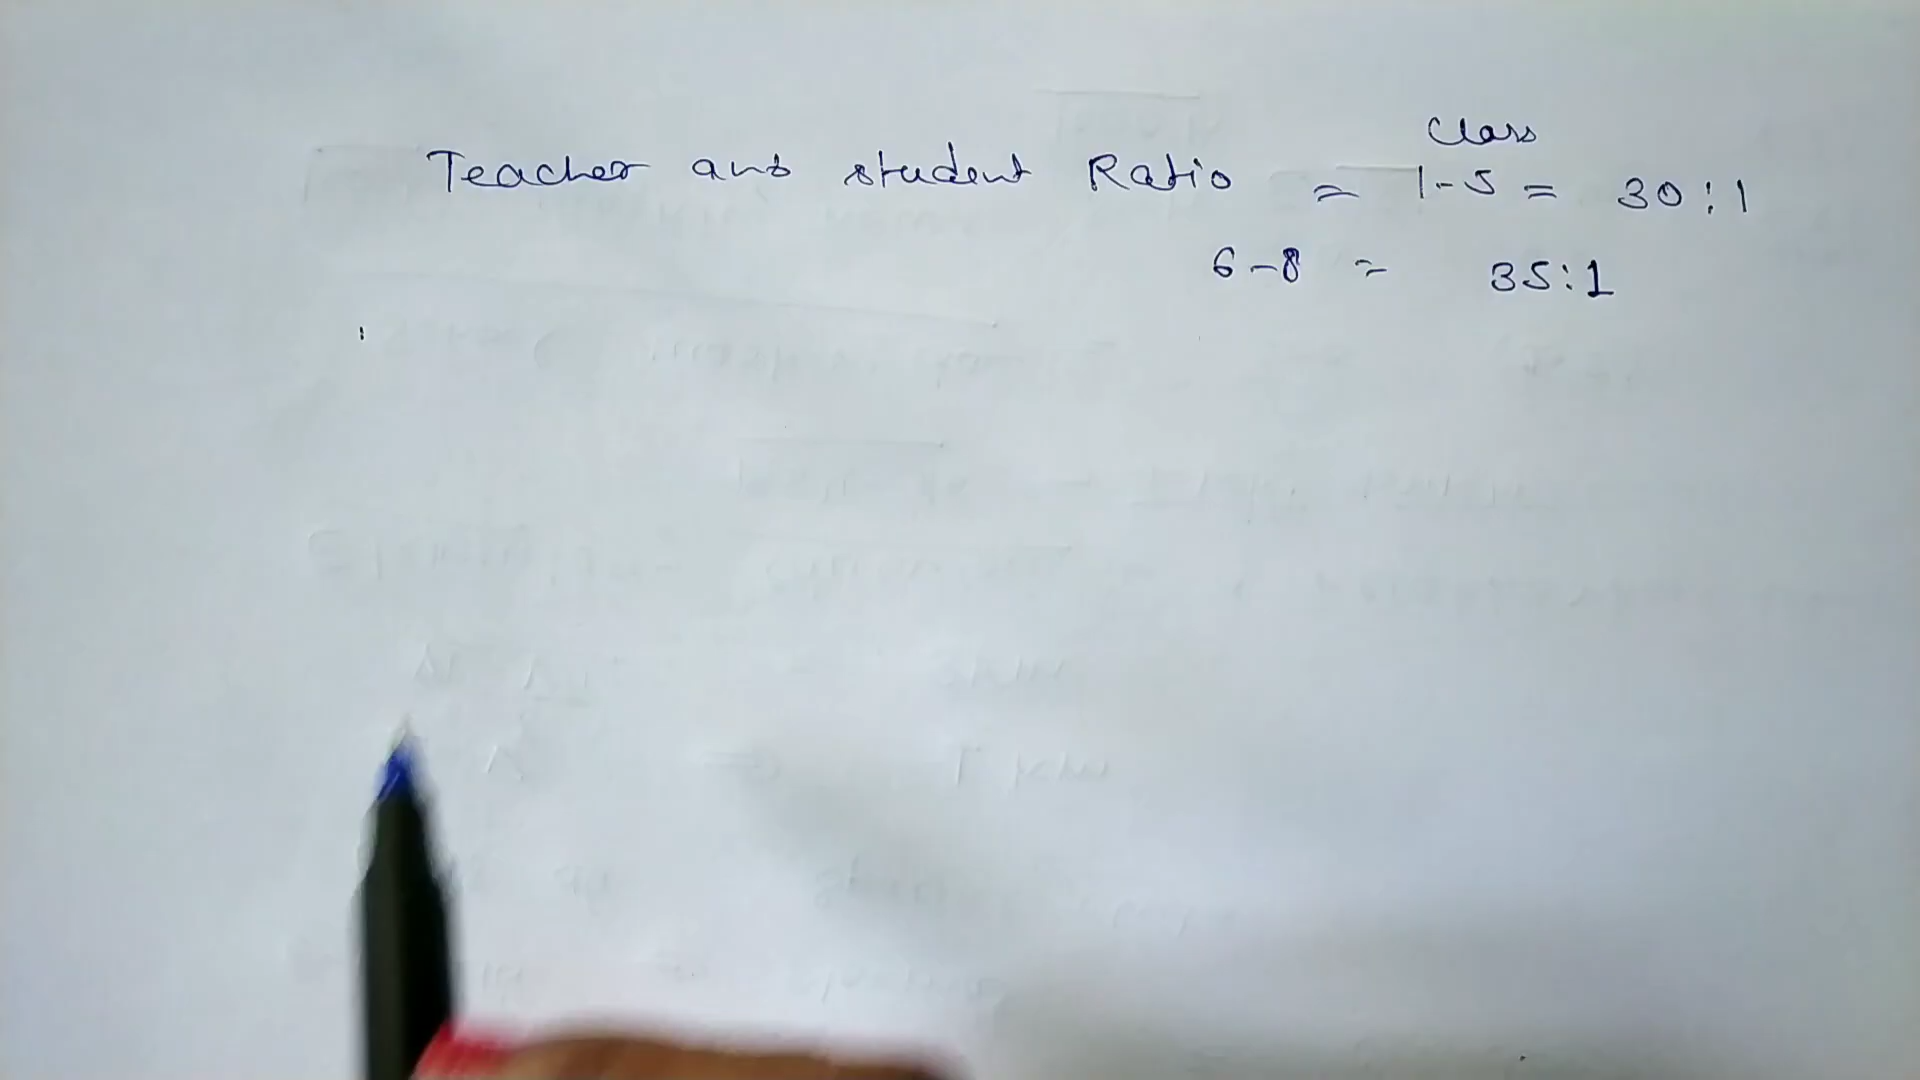 Teacher and student Ratio = Class 1-5 = 30:1
6-8 = 35:1